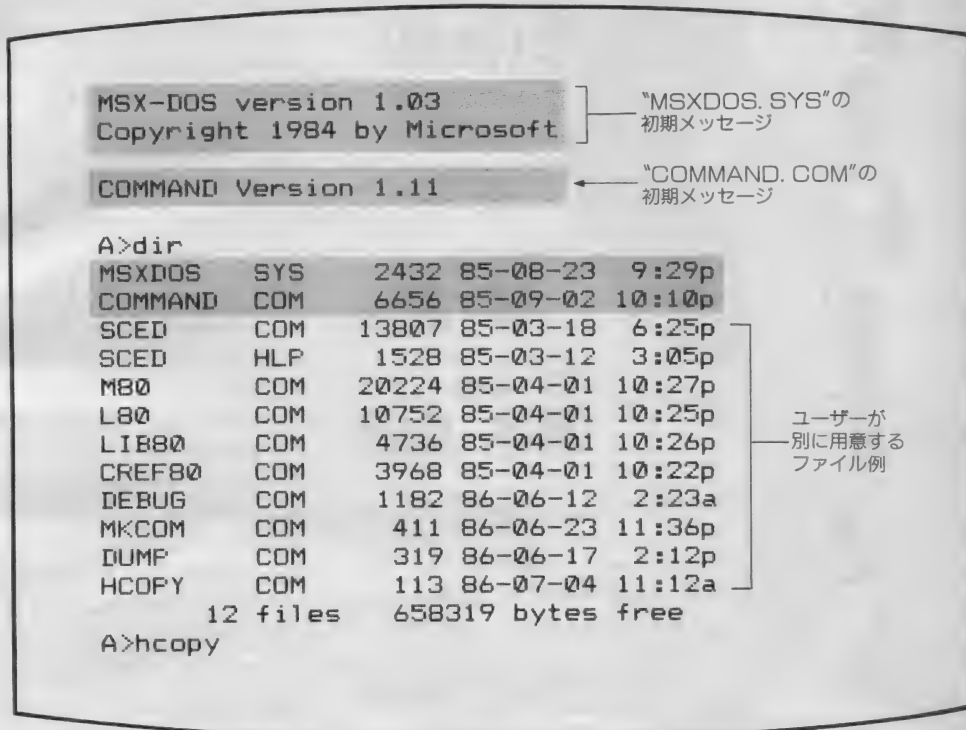 MSX-DOS version 1.03
Copyright 1984 by Microsoft
"MSXDOS. SYS"の
初期メッセージ
COMMAND Version 1.11
"COMMAND. COM"の
初期メッセージ
A>dir
MSXDOS SYS 2432 85-08-23 9:29p
COMMAND COM 6656 85-09-02 10:10p
SCED COM 13807 85-03-18 6:25p
SCED HLP 1528 85-03-12 3:05p
M80 COM 20224 85-04-01 10:27p
L80 COM 10752 85-04-01 10:25p
LIB80 COM 4736 85-04-01 10:26p
CREF80 COM 3968 85-04-01 10:22p
DEBUG COM 1182 86-06-12 2:23a
MKCOM COM 411 86-06-23 11:36p
DUMP COM 319 86-06-17 2:12p
HCOPY COM 113 86-07-04 11:12a
ユーザーが
別に用意する
ファイル例
12 files 658319 bytes free
A>hcopy